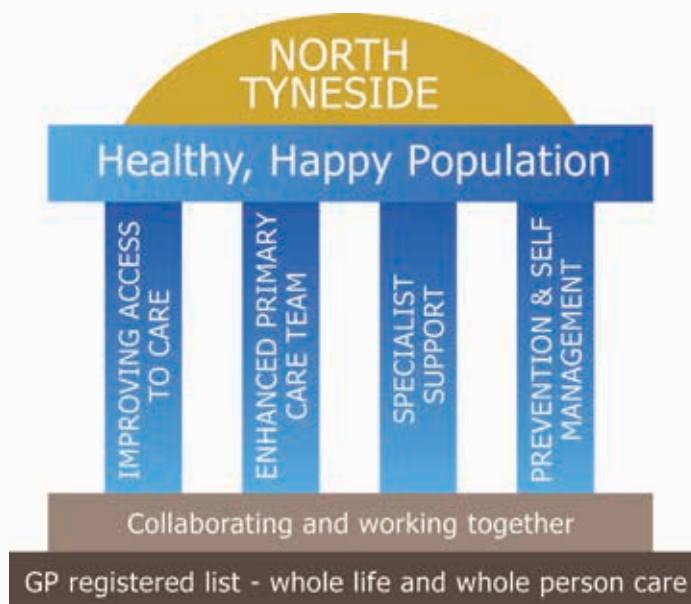 NORTH
TYNESIDE
Healthy, Happy Population
IMPROVING ACCESS
TO CARE
ENHANCED PRIMARY
CARE TEAM
SPECIALIST
SUPPORT
PREVENTION & SELF
MANAGEMENT
Collaborating and working together
GP registered list - whole life and whole person care